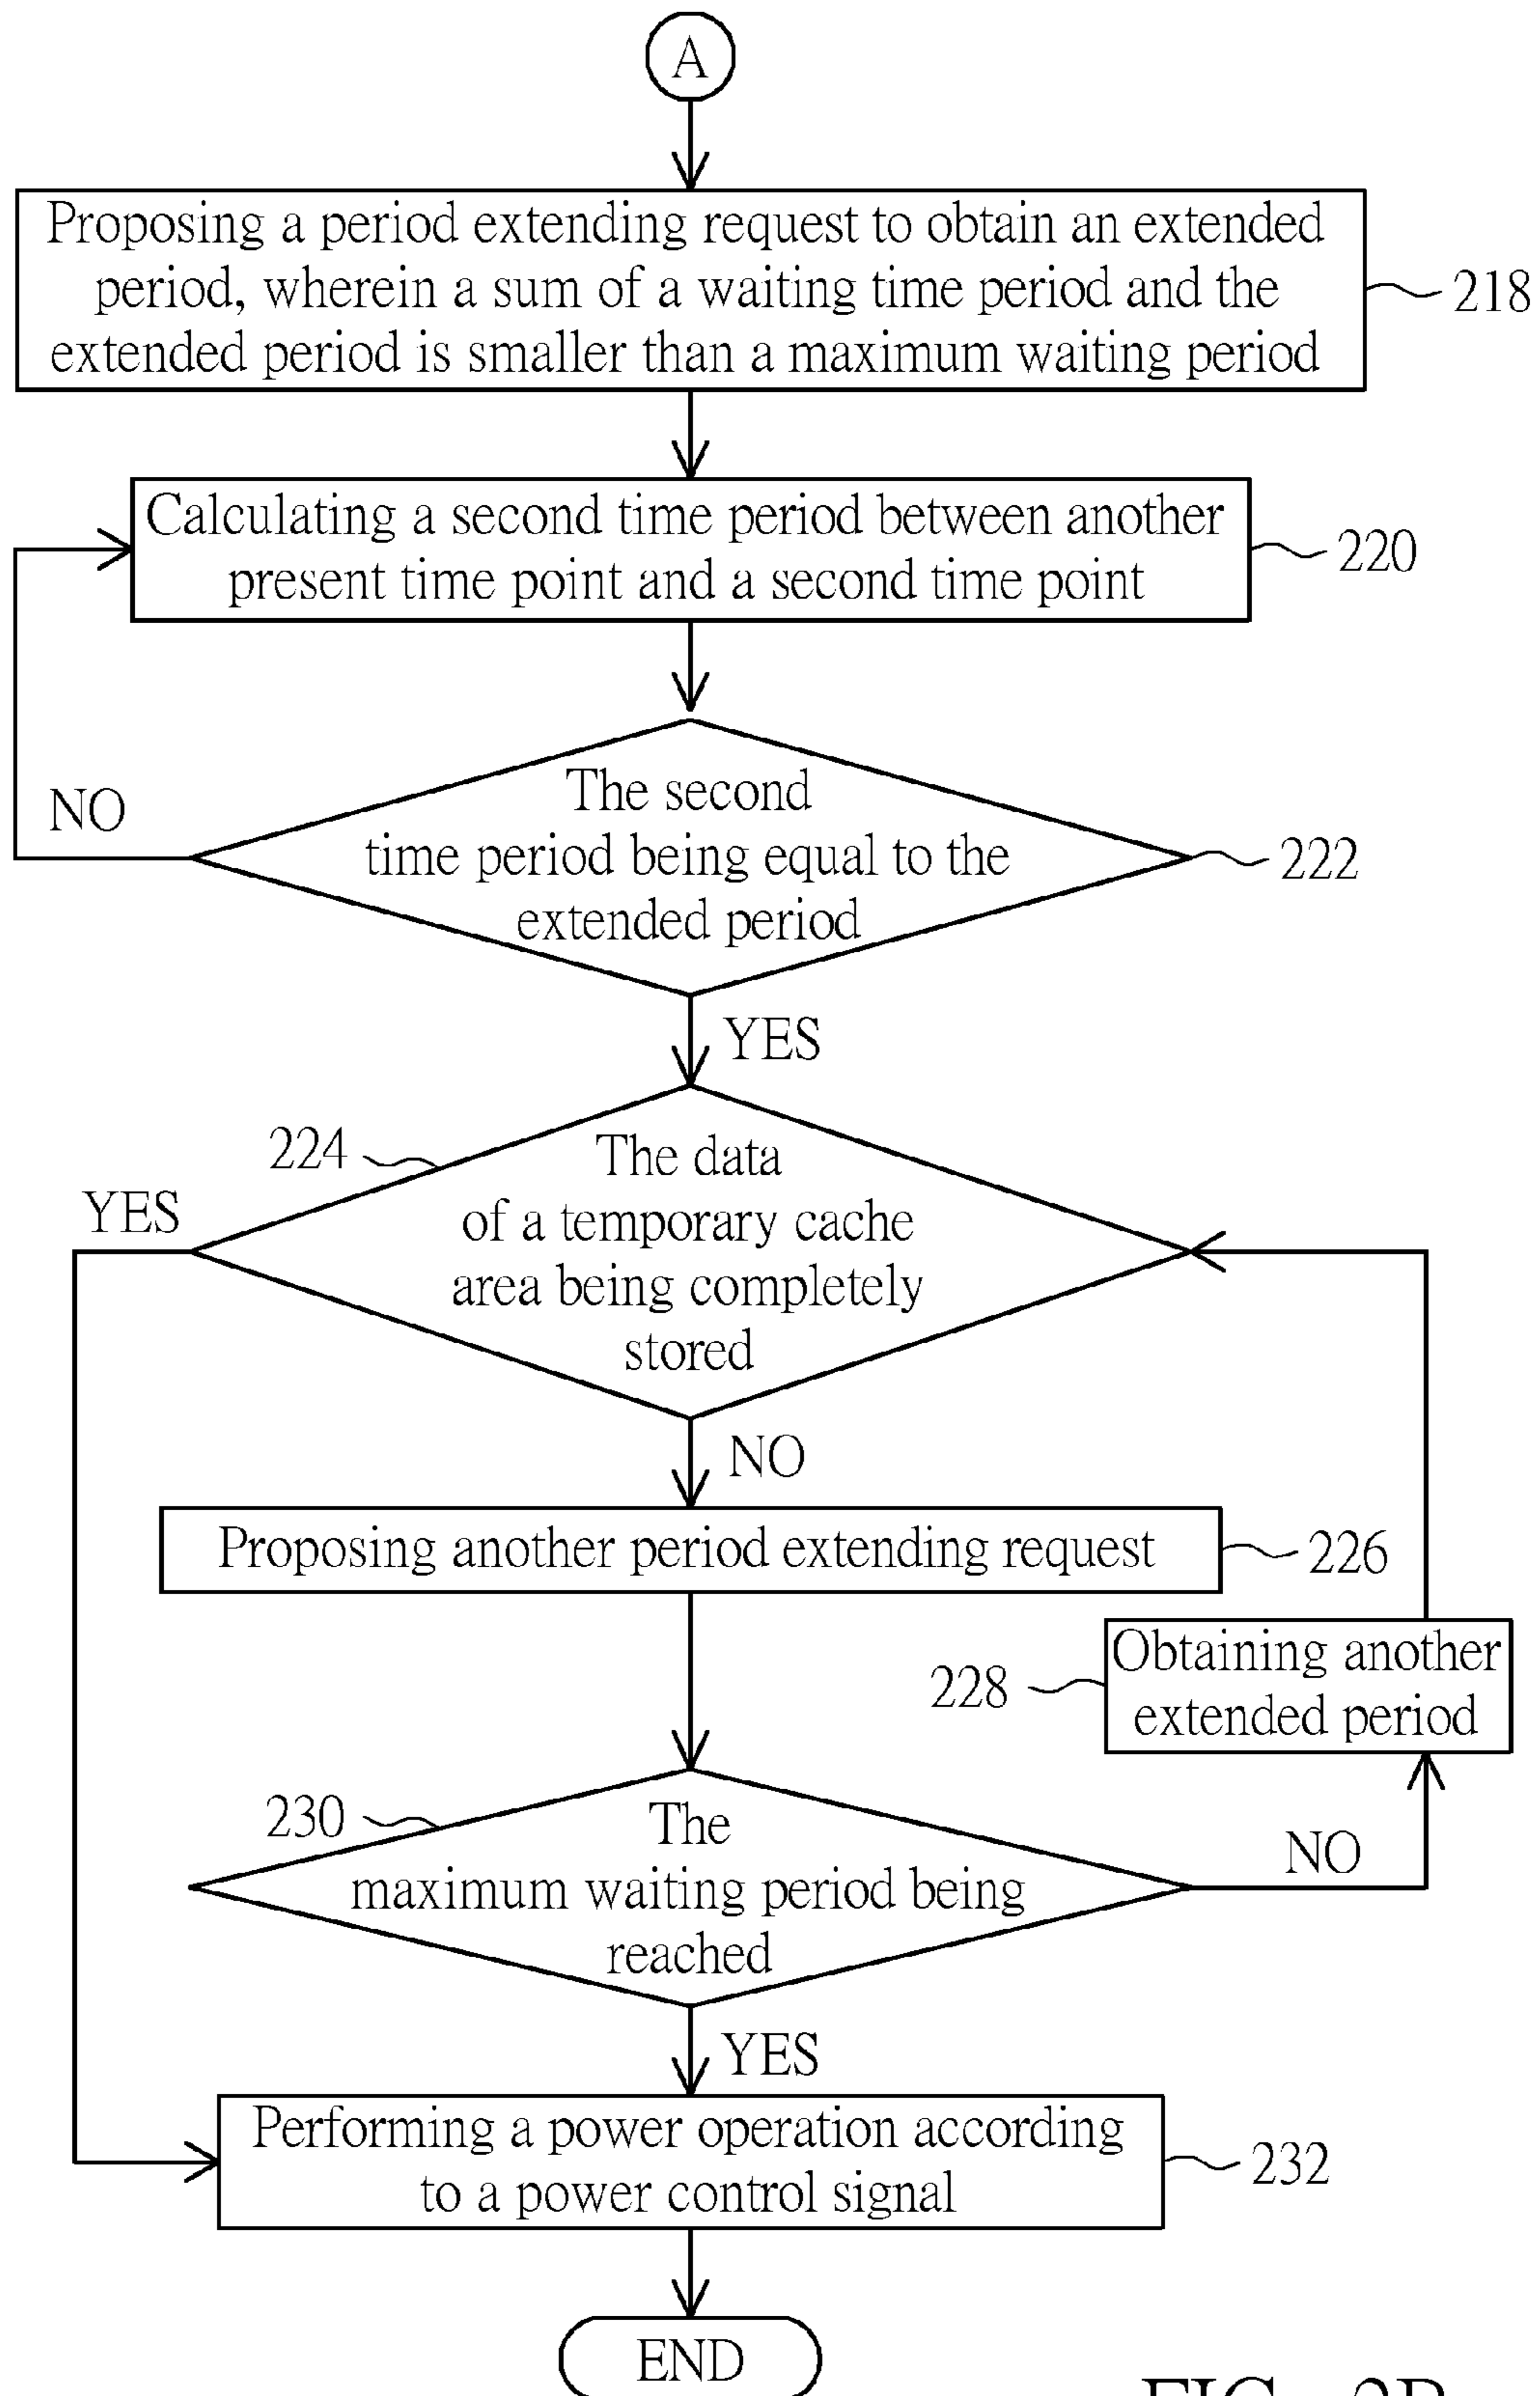 A
Proposing a period extending request to obtain an extended
period, wherein a sum of a waiting time period and the
extended period is smaller than a maximum waiting period
218
Calculating a second time period between another
present time point and a second time point
220
NO
The second
time period being equal to the
extended period
222
YES
224
YES
The data
of a temporary cache
area being completely
stored
NO
Proposing another period extending request
226
228
Obtaining another
extended period
230
The
maximum waiting period being
reached
NO
YES
Performing a power operation according
to a power control signal
232
END
FIG. 2B